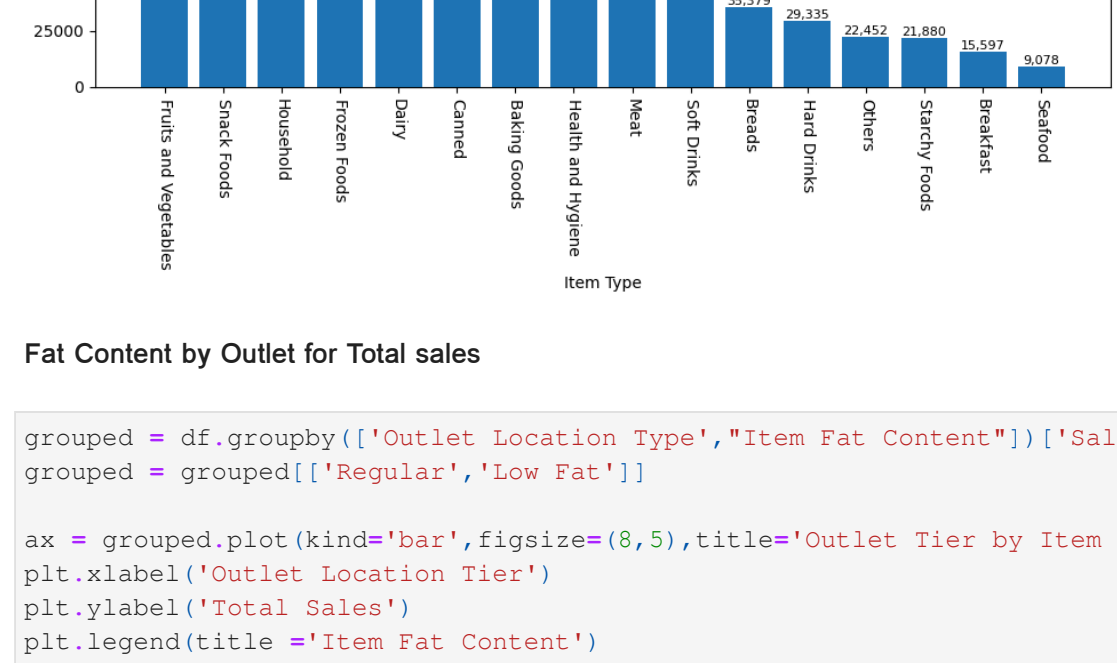 35,379
29,335
22,452
21,880
15,597
9,078
25000
0
Fruits and Vegetables
Snack Foods
Household
Frozen Foods
Dairy
Canned
Baking Goods
Health and Hygiene
Meat
Soft Drinks
Breads
Hard Drinks
Others
Starchy Foods
Breakfast
Seafood
Item Type
Fat Content by Outlet for Total sales
grouped = df.groupby(['Outlet Location Type',"Item Fat Content"])['Sal
grouped = grouped[['Regular','Low Fat']]
ax = grouped.plot(kind='bar',figsize=(8,5),title='Outlet Tier by Item
plt.xlabel('Outlet Location Tier')
plt.ylabel('Total Sales')
plt.legend(title ='Item Fat Content')